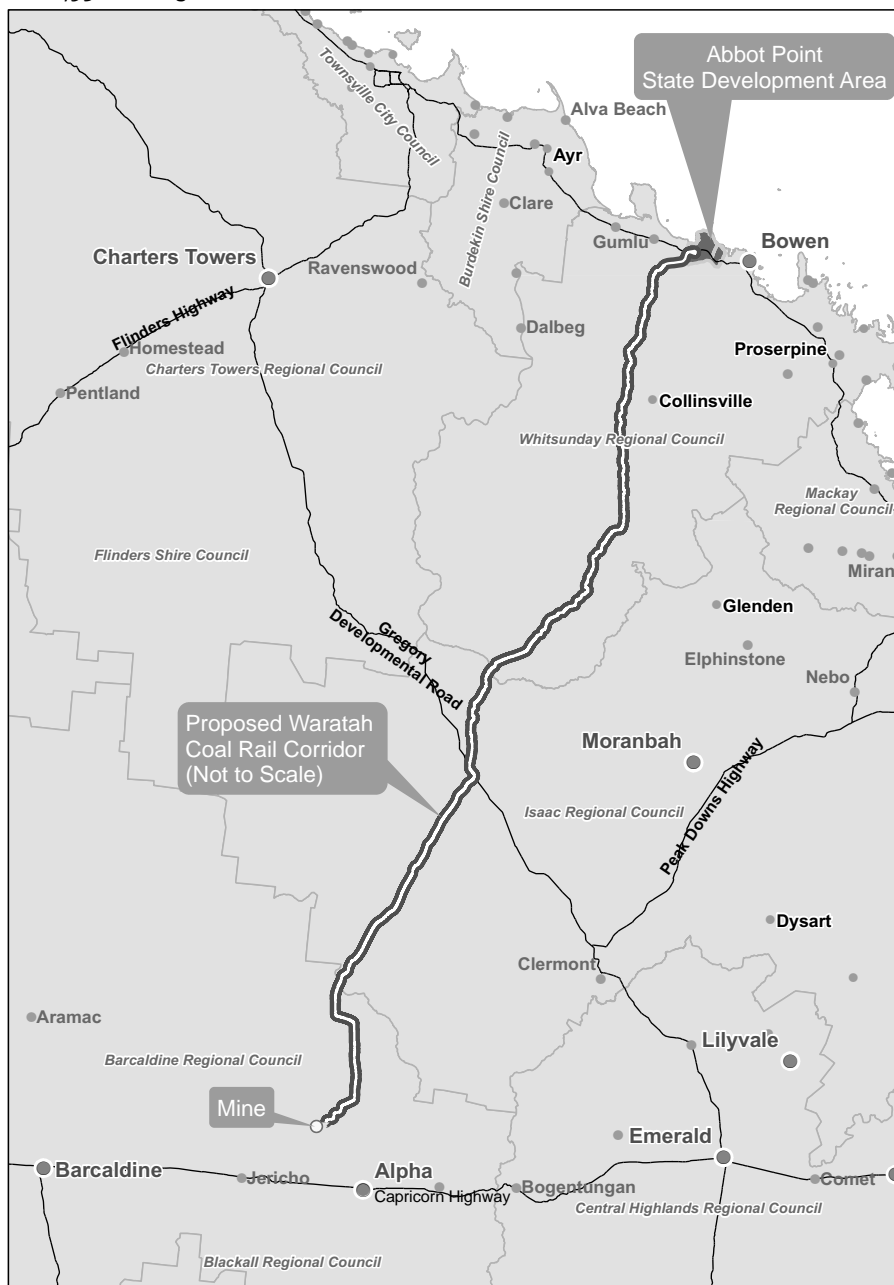 Abbot Point
State Development Area
Townsville City Council
Alva Beach
Ayr
Burdekin Shire Council
Clare
Gumlu
Bowen
Charters Towers
Ravenswood
Flinders Highway
Dalbeg
Homestead
Proserpine
Charters Towers Regional Council
Pentland
Collinsville
Whitsunday Regional Council
Mackay
Regional Council
Flinders Shire Council
Miran
Glenden
Gregory
Developmental Road
Elphinstone
Nebo
Proposed Waratah
Coal Rail Corridor
(Not to Scale)
Moranbah
Peak Downs Highway
Isaac Regional Council
Dysart
Clermont
Aramac
Lilyvale
Barcaldine Regional Council
Mine
Emerald
Barcaldine
Jericho
Alpha
Capricorn Highway
Bogentungan
Comet
Central Highlands Regional Council
Blackall Regional Council